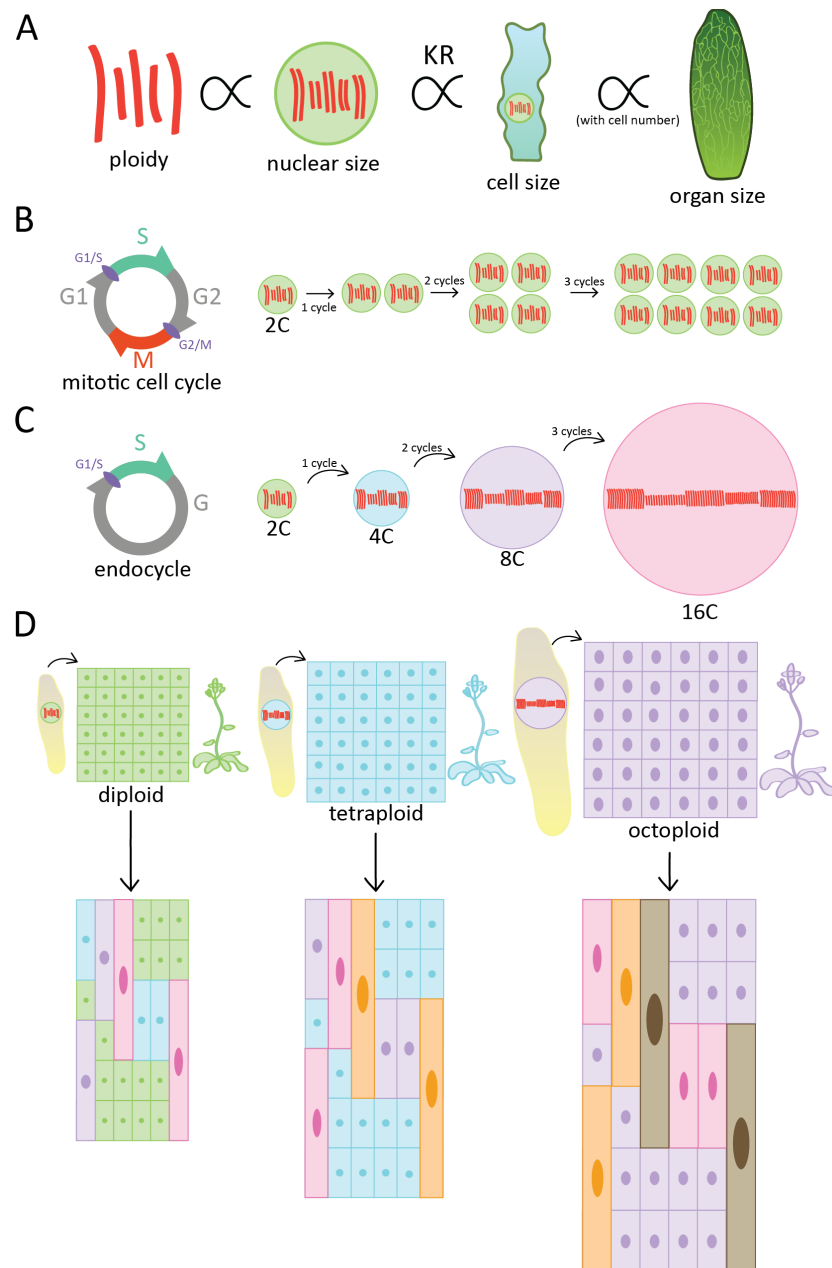 A
KR
∝
∝
∝
(with cell number)
ploidy
nuclear size
cell size
organ size
B
S
G1/S
G1
G2
G2/M
M
mitotic cell cycle
2C
1 cycle
2 cycles
3 cycles
C
S
G1/S
G
endocycle
2C
1 cycle
4C
2 cycles
8C
3 cycles
16C
D
diploid
tetraploid
octoploid